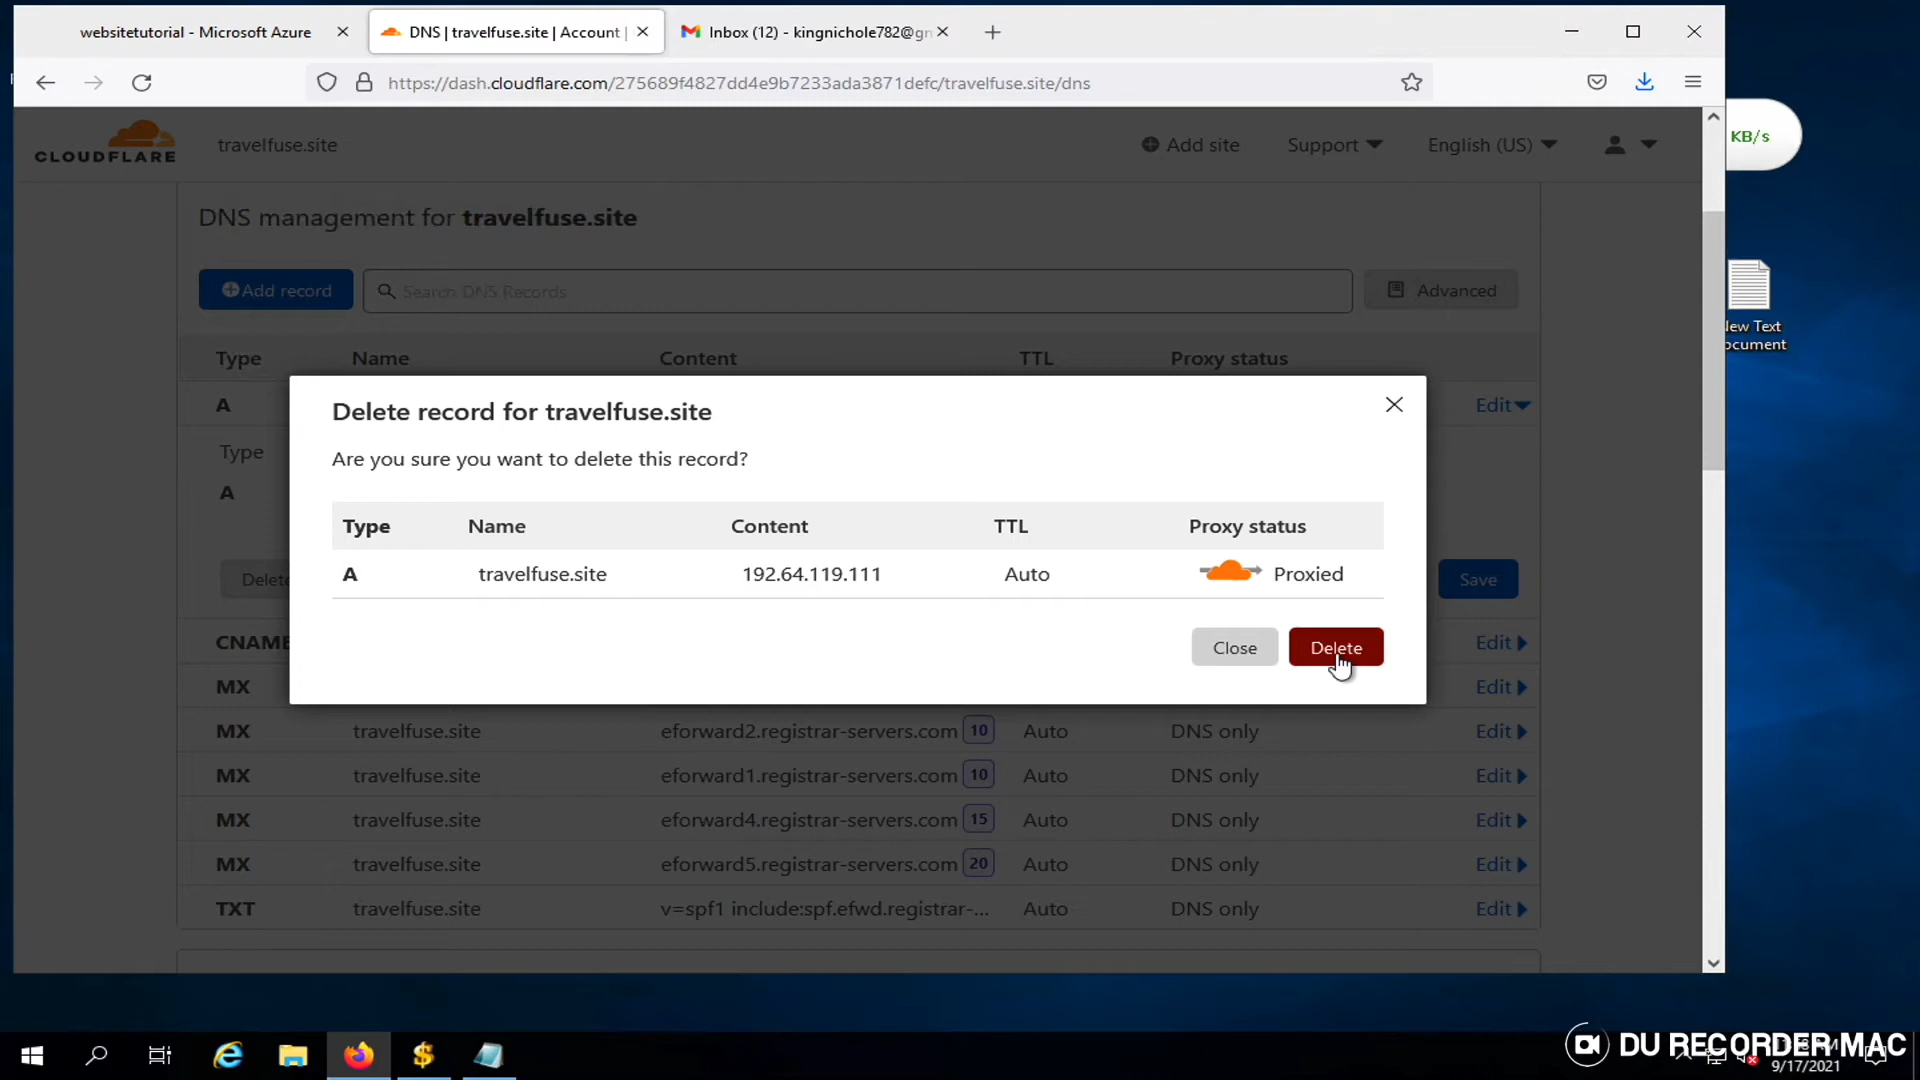 websitetutorial - Microsoft Azure
DNS | travelfuse.site | Account |
Inbox (12) - kingnichole782@gn
https://dash.cloudflare.com/275689f4827dd4e9b7233ada3871defc/travelfuse.site/dns
CLOUDFLARE
travelfuse.site
Add site
Support
English (US)
KB/s
DNS management for travelfuse.site
Add record
Search DNS Records
Advanced
New Text
ocument
Type Name Content TTL Proxy status
A Edit
Type
A
Delete
Save
Delete record for travelfuse.site
Are you sure you want to delete this record?
Type Name Content TTL Proxy status
A travelfuse.site 192.64.119.111 Auto Proxied
Close Delete
CNAME Edit
MX Edit
MX travelfuse.site eforward2.registrar-servers.com 10 Auto DNS only Edit
MX travelfuse.site eforward1.registrar-servers.com 10 Auto DNS only Edit
MX travelfuse.site eforward4.registrar-servers.com 15 Auto DNS only Edit
MX travelfuse.site eforward5.registrar-servers.com 20 Auto DNS only Edit
TXT travelfuse.site v=spf1 include:spf.efwd.registrar-... Auto DNS only Edit
DU RECORDER MAC
9/17/2021